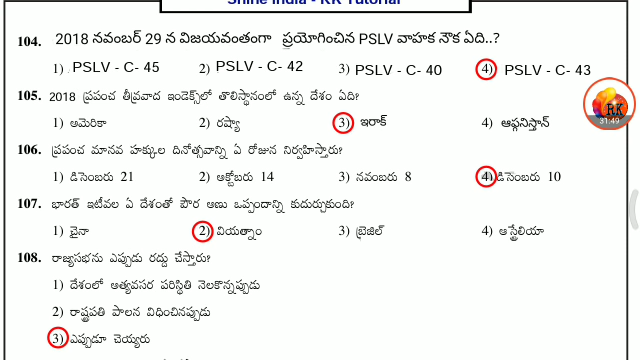 Shine India - RK Tutorial
104. 2018 నవంబర్ 29 న విజయవంతంగా ప్రయోగించిన PSLV వాహక నౌక ఏది..?
1) PSLV - C- 45 2) PSLV - C- 42 3) PSLV - C- 40 4) PSLV - C- 43
105. 2018 ప్రపంచ తీవ్రవాద ఇండెక్స్‌లో తొలిస్థానంలో ఉన్న దేశం ఏది?
1) అమెరికా 2) రష్యా 3) ఇరాక్ 4) ఆఫ్గనిస్తాన్
RK
31:49
106. ప్రపంచ మానవ హక్కుల దినోత్సవాన్ని ఏ రోజున నిర్వహిస్తారు?
1) డిసెంబరు 21 2) అక్టోబరు 14 3) నవంబరు 8 4) డిసెంబరు 10
107. భారత్ ఇటీవల ఏ దేశంతో పౌర అణు ఒప్పందాన్ని కుదుర్చుకుంది?
1) చైనా 2) వియత్నాం 3) బ్రెజిల్ 4) ఆస్ట్రేలియా
108. రాజ్యసభను ఎప్పుడు రద్దు చేస్తారు?
1) దేశంలో అత్యవసర పరిస్థితి నెలకొన్నప్పుడు
2) రాష్ట్రపతి పాలన విధించినప్పుడు
3) ఎప్పుడూ చెయ్యరు